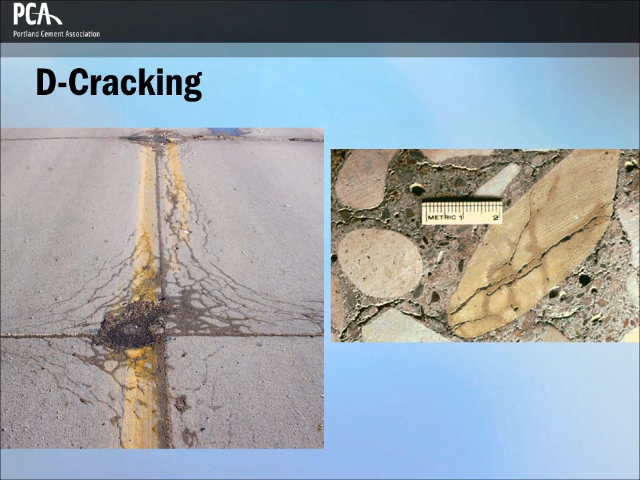 PCA
Portland Cement Association
D-Cracking
METRIC 1 2